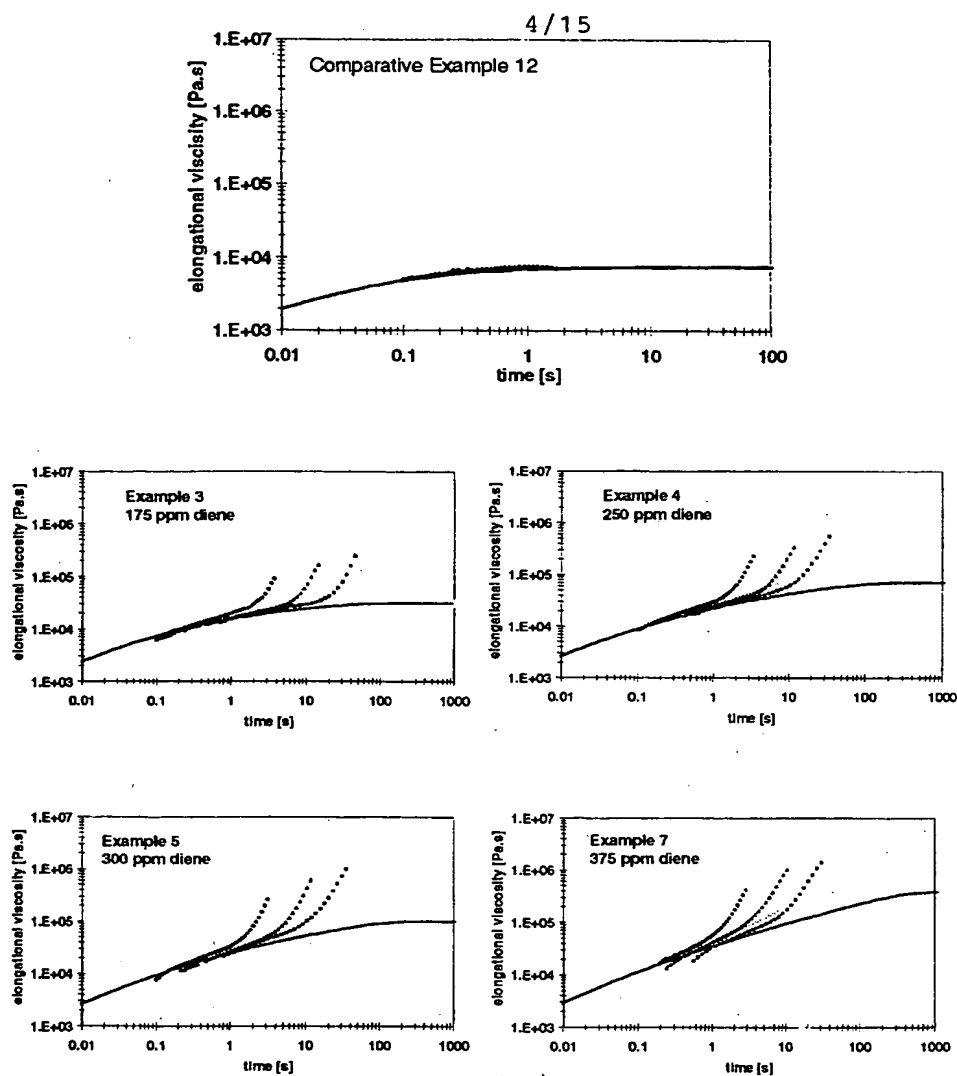 4/15
1.E+07
Comparative Example 12
1.E+06
1.E+05
1.E+04
1.E+03
elongational viscisity [Pa.s]
0.01 0.1 1 10 100
time [s]
1.E+07
Example 3
175 ppm diene
1.E+06
1.E+05
1.E+04
1.E+03
elongational viscosity [Pa.s]
0.01 0.1 1 10 100 1000
time [s]
1.E+07
Example 4
250 ppm diene
1.E+06
1.E+05
1.E+04
1.E+03
elongational viscosity [Pa.s]
0.01 0.1 1 10 100 1000
time [s]
1.E+07
Example 5
300 ppm diene
1.E+06
1.E+05
1.E+04
1.E+03
elongational viscosity [Pa.s]
0.01 0.1 1 10 100 1000
time [s]
1.E+07
Example 7
375 ppm diene
1.E+06
1.E+05
1.E+04
1.E+03
elongational viscosity [Pa.s]
0.01 0.1 1 10 100 1000
time [s]